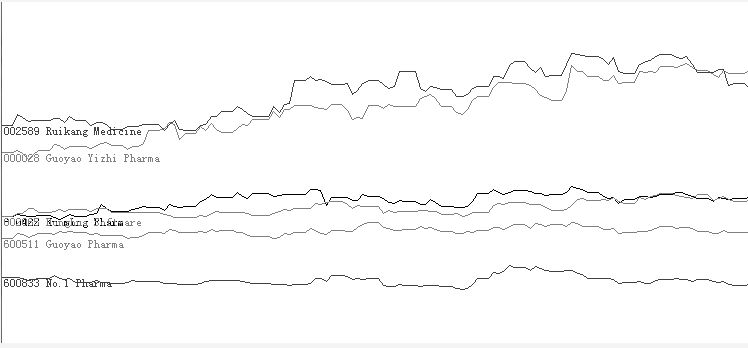 002589 Ruikang Medicine
000028 Guoyao Yizhi Pharma
600511 Guoyao Pharma
600833 No.1 Pharma